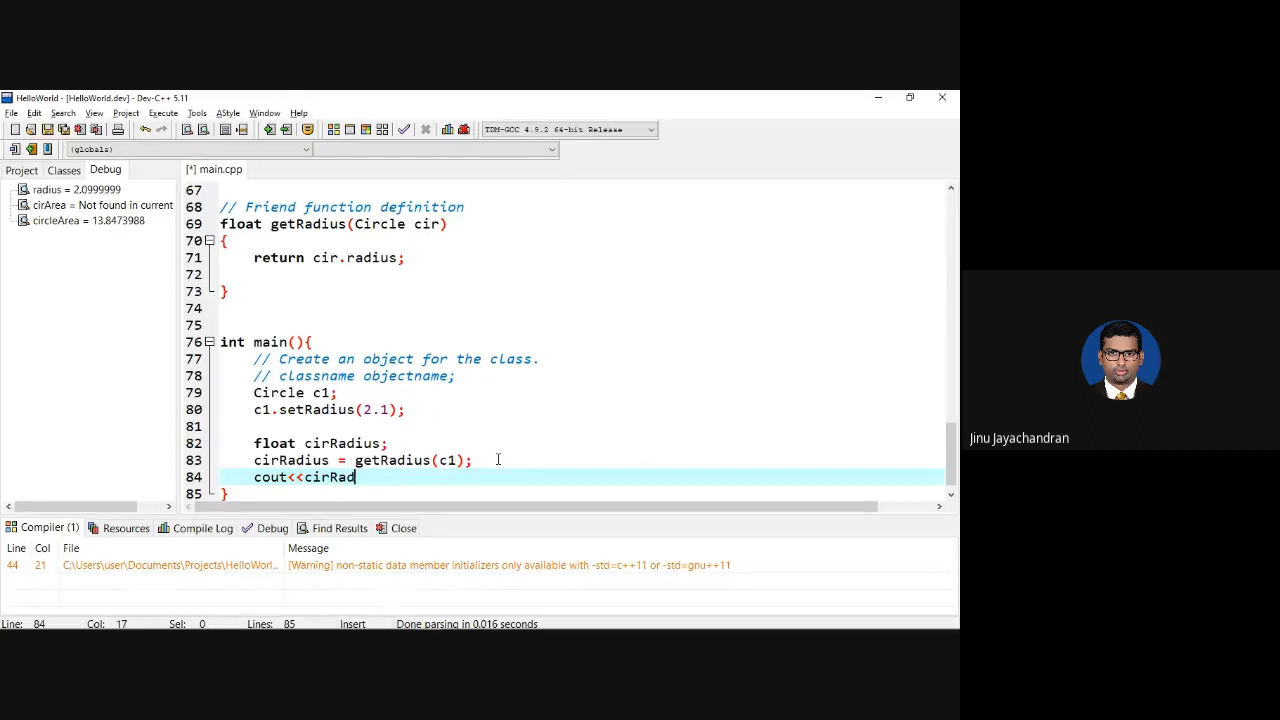 HelloWorld - [HelloWorld.dev] - Dev-C++ 5.11
File Edit Search View Project Execute Tools AStyle Window Help
TDM-GCC 4.9.2 64-bit Release
(globals)
Project Classes Debug [*] main.cpp
radius = 2.0999999
cirArea = Not found in current
circleArea = 13.8473988
67
68 // Friend function definition
69 float getRadius(Circle cir)
70 {
71 return cir.radius;
72
73 }
74
75
76 int main(){
77 // Create an object for the class.
78 // classname objectname;
79 Circle c1;
80 c1.setRadius(2.1);
81
82 float cirRadius;
83 cirRadius = getRadius(c1);
84 cout<<cirRad
85 }
Jinu Jayachandran
Compiler (1) Resources Compile Log Debug Find Results Close
Line Col File Message
44 21 C:\Users\user\Documents\Projects\HelloWorl... [Warning] non-static data member initializers only available with -std=c++11 or -std=gnu++11
Line: 84 Col: 17 Sel: 0 Lines: 85 Insert Done parsing in 0.016 seconds